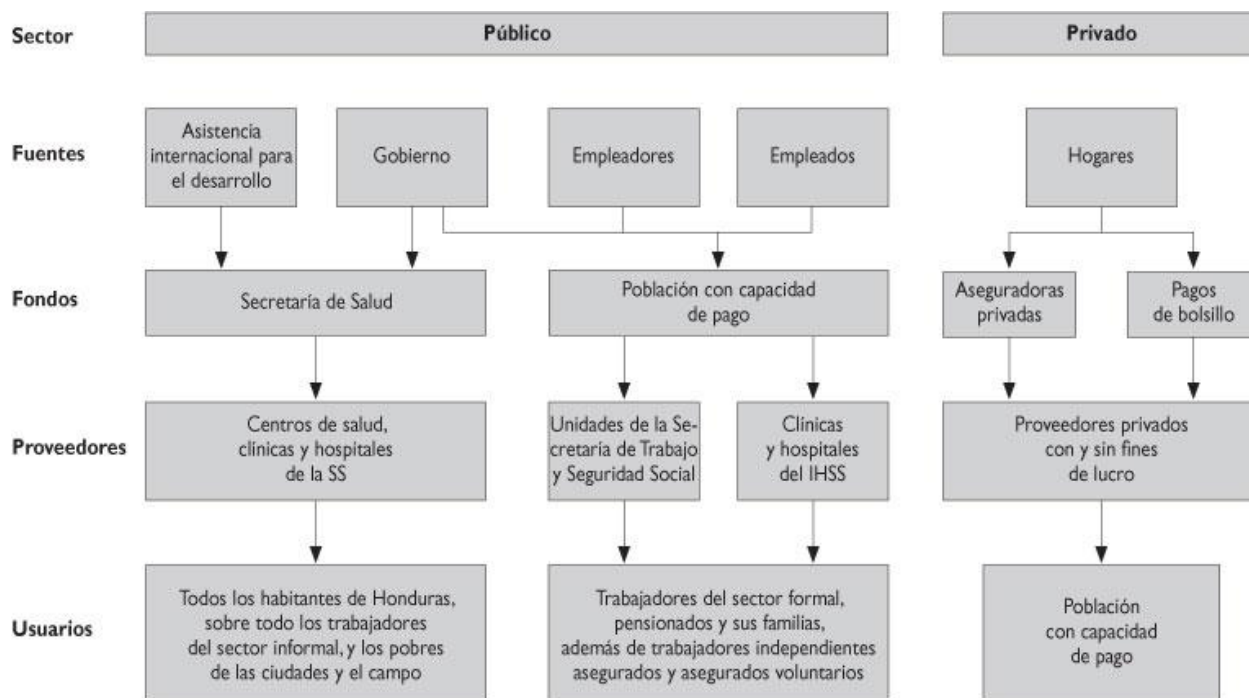 Sector
Público
Privado
Fuentes
Asistencia
internacional para
el desarrollo
Gobierno
Empleadores
Empleados
Hogares
Fondos
Secretaría de Salud
Población con capacidad
de pago
Aseguradoras
privadas
Pagos
de bolsillo
Proveedores
Centros de salud,
clínicas y hospitales
de la SS
Unidades de la Se-
cretaría de Trabajo
y Seguridad Social
Clínicas
y hospitales
del IHSS
Proveedores privados
con y sin fines
de lucro
Usuarios
Todos los habitantes de Honduras,
sobre todo los trabajadores
del sector informal, y los pobres
de las ciudades y el campo
Trabajadores del sector formal,
pensionados y sus familias,
además de trabajadores independientes
asegurados y asegurados voluntarios
Población
con capacidad
de pago